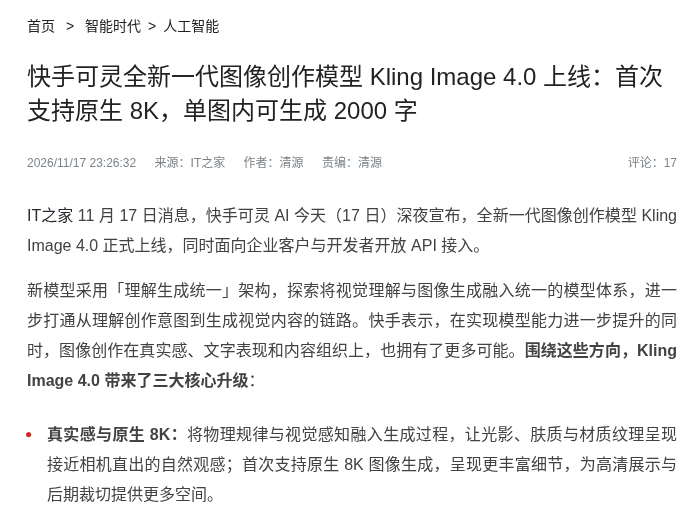 首页 > 智能时代 > 人工智能
快手可灵全新一代图像创作模型 Kling Image 4.0 上线：首次
支持原生 8K，单图内可生成 2000 字
2026/11/17 23:26:32 来源：IT之家 作者：清源 责编：清源 评论：17
IT之家 11 月 17 日消息，快手可灵 AI 今天（17 日）深夜宣布，全新一代图像创作模型 Kling
Image 4.0 正式上线，同时面向企业客户与开发者开放 API 接入。
新模型采用「理解生成统一」架构，探索将视觉理解与图像生成融入统一的模型体系，进一
步打通从理解创作意图到生成视觉内容的链路。快手表示，在实现模型能力进一步提升的同
时，图像创作在真实感、文字表现和内容组织上，也拥有了更多可能。围绕这些方向，Kling
Image 4.0 带来了三大核心升级：
真实感与原生 8K：将物理规律与视觉感知融入生成过程，让光影、肤质与材质纹理呈现
接近相机直出的自然观感；首次支持原生 8K 图像生成，呈现更丰富细节，为高清展示与
后期裁切提供更多空间。